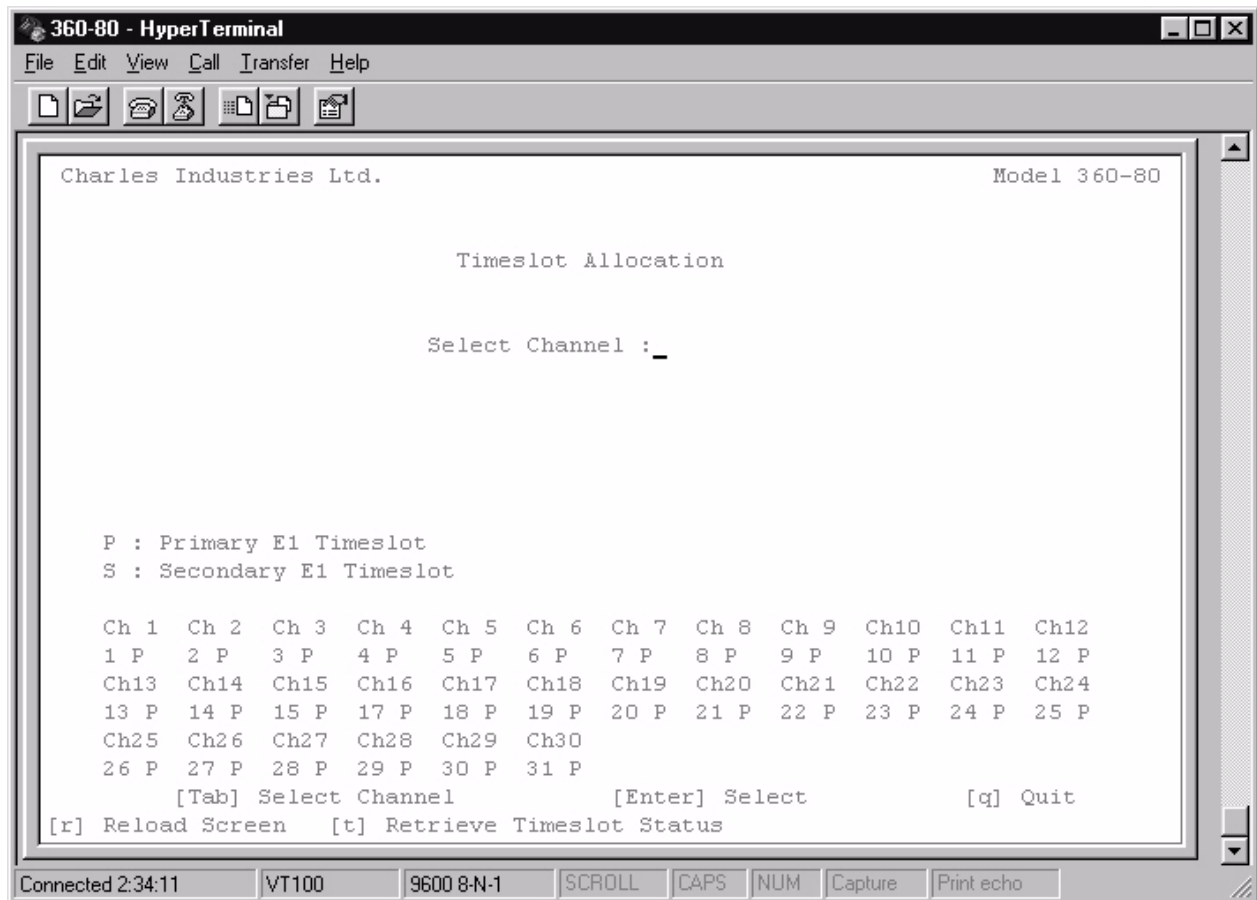 360-80 - HyperTerminal
File Edit View Call Transfer Help
Charles Industries Ltd. Model 360-80
Timeslot Allocation
Select Channel :_
P : Primary E1 Timeslot
S : Secondary E1 Timeslot
Ch 1 Ch 2 Ch 3 Ch 4 Ch 5 Ch 6 Ch 7 Ch 8 Ch 9 Ch10 Ch11 Ch12
1 P 2 P 3 P 4 P 5 P 6 P 7 P 8 P 9 P 10 P 11 P 12 P
Ch13 Ch14 Ch15 Ch16 Ch17 Ch18 Ch19 Ch20 Ch21 Ch22 Ch23 Ch24
13 P 14 P 15 P 17 P 18 P 19 P 20 P 21 P 22 P 23 P 24 P 25 P
Ch25 Ch26 Ch27 Ch28 Ch29 Ch30
26 P 27 P 28 P 29 P 30 P 31 P
[Tab] Select Channel [Enter] Select [q] Quit
[r] Reload Screen [t] Retrieve Timeslot Status
Connected 2:34:11 VT100 9600 8-N-1 SCROLL CAPS NUM Capture Print echo